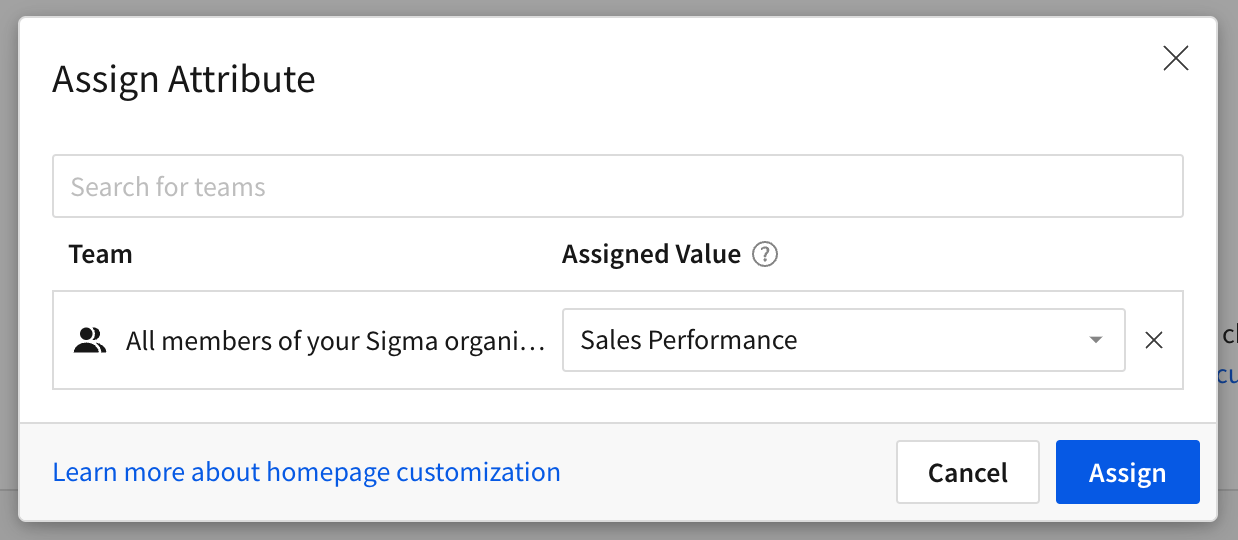 Assign Attribute
Search for teams
Team
Assigned Value
?
All members of your Sigma organi…
Sales Performance
Learn more about homepage customization
Cancel
Assign